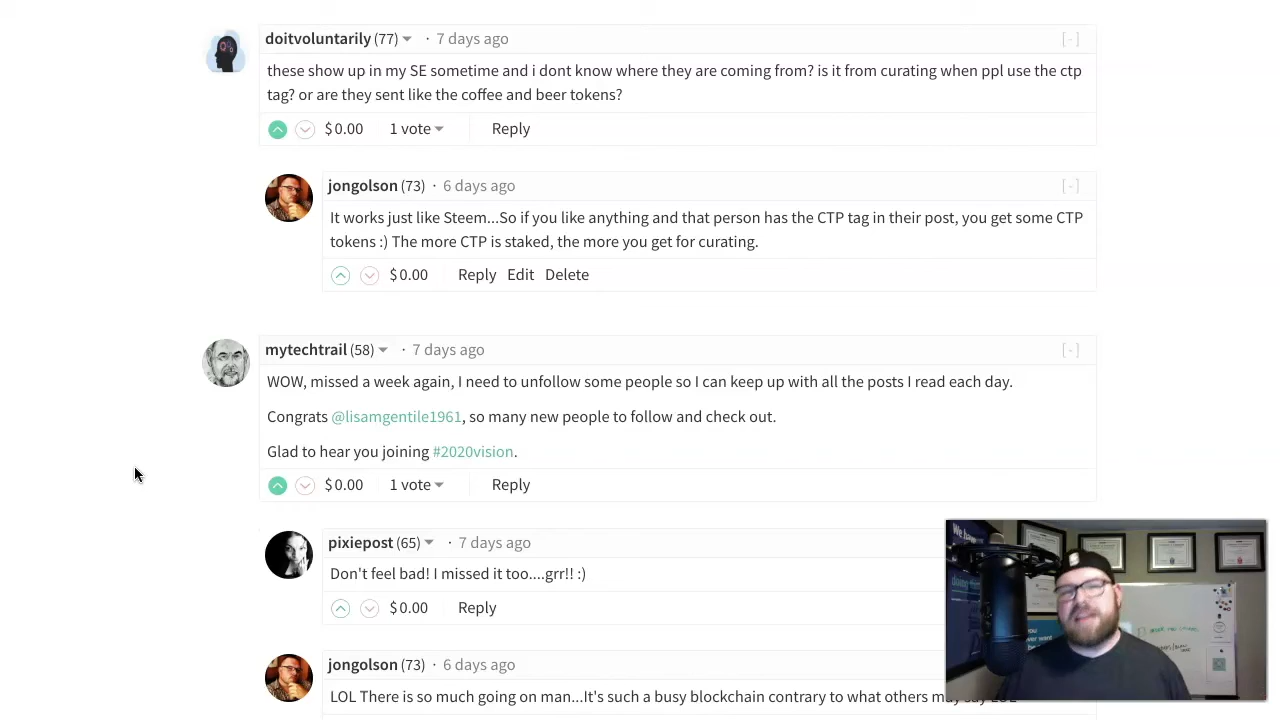 doitvoluntarily (77) · 7 days ago [-]
these show up in my SE sometime and i dont know where they are coming from? is it from curating when ppl use the ctp
tag? or are they sent like the coffee and beer tokens?
$0.00 1 vote Reply
jongolson (73) · 6 days ago [-]
It works just like Steem...So if you like anything and that person has the CTP tag in their post, you get some CTP
tokens :) The more CTP is staked, the more you get for curating.
$0.00 Reply Edit Delete
mytechtrail (58) · 7 days ago [-]
WOW, missed a week again, I need to unfollow some people so I can keep up with all the posts I read each day.
Congrats @lisamgentile1961, so many new people to follow and check out.
Glad to hear you joining #2020vision.
$0.00 1 vote Reply
pixiepost (65) · 7 days ago
Don't feel bad! I missed it too....grr!! :)
$0.00 Reply
jongolson (73) · 6 days ago
LOL There is so much going on man...It's such a busy blockchain contrary to what others may say LOL
We have